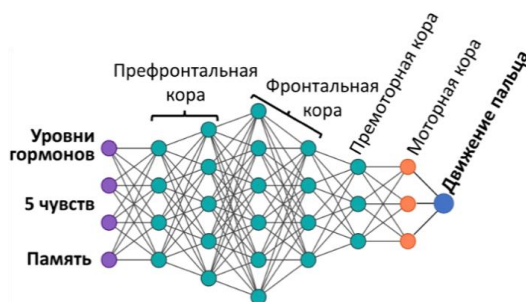 Префронтальная
кора
Фронтальная
кора
Премоторная кора
Моторная кора
Движение пальца
Уровни
гормонов
5 чувств
Память